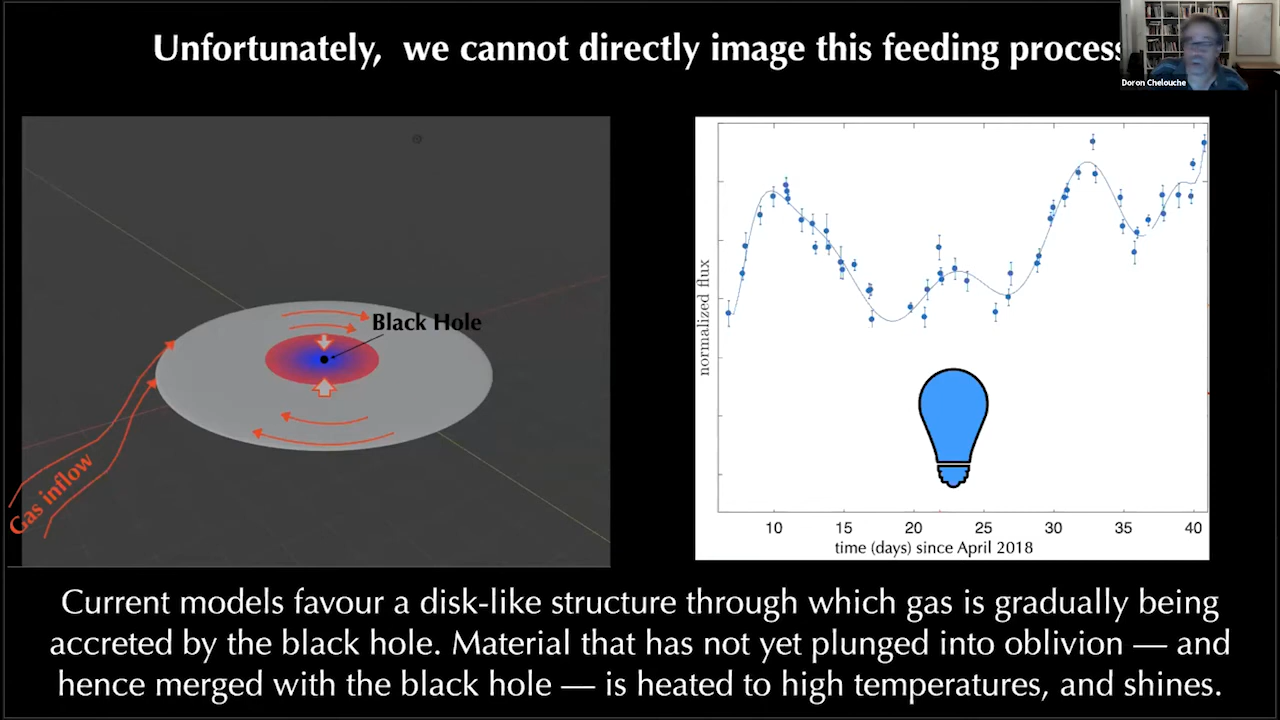 Unfortunately, we cannot directly image this feeding process
Doron Chelouche
Black Hole
Gas inflow
normalized flux
10 15 20 25 30 35 40
time (days) since April 2018
Current models favour a disk-like structure through which gas is gradually being
accreted by the black hole. Material that has not yet plunged into oblivion — and
hence merged with the black hole — is heated to high temperatures, and shines.